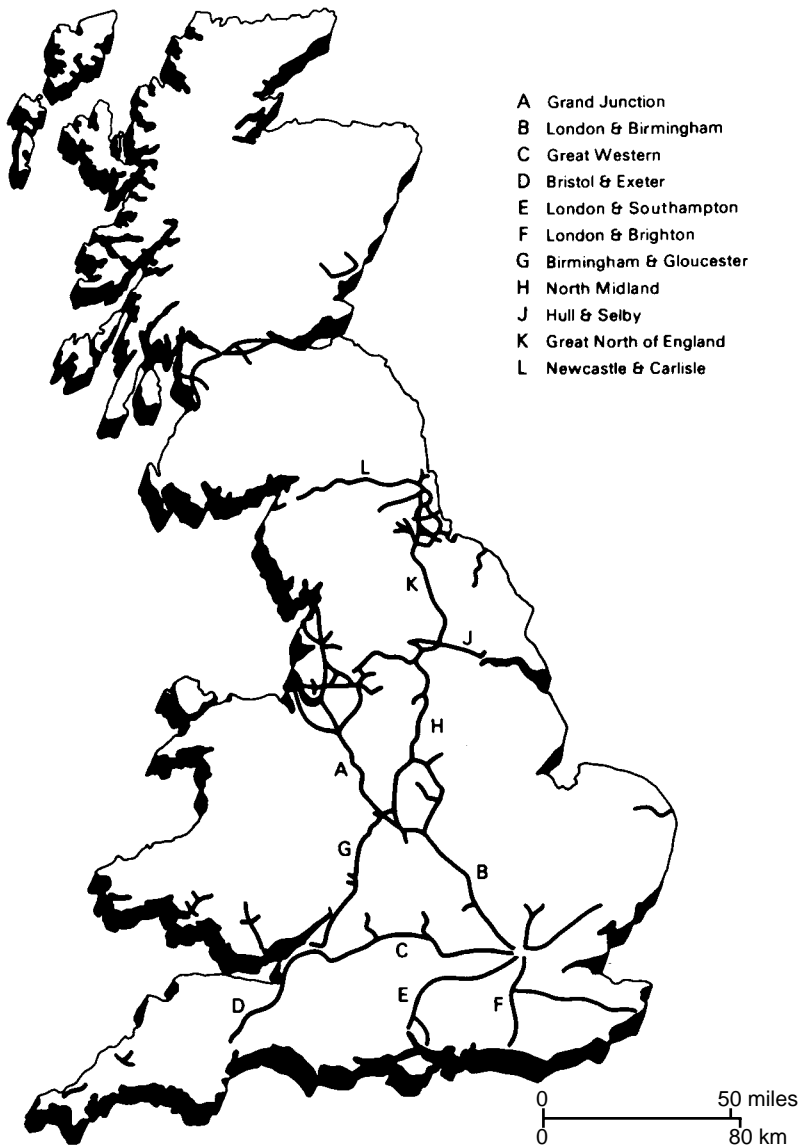 A Grand Junction
B London & Birmingham
C Great Western
D Bristol & Exeter
E London & Southampton
F London & Brighton
G Birmingham & Gloucester
H North Midland
J Hull & Selby
K Great North of England
L Newcastle & Carlisle
L
K
J
H
A
G
B
C
D
E
F
0 50 miles
0 80 km